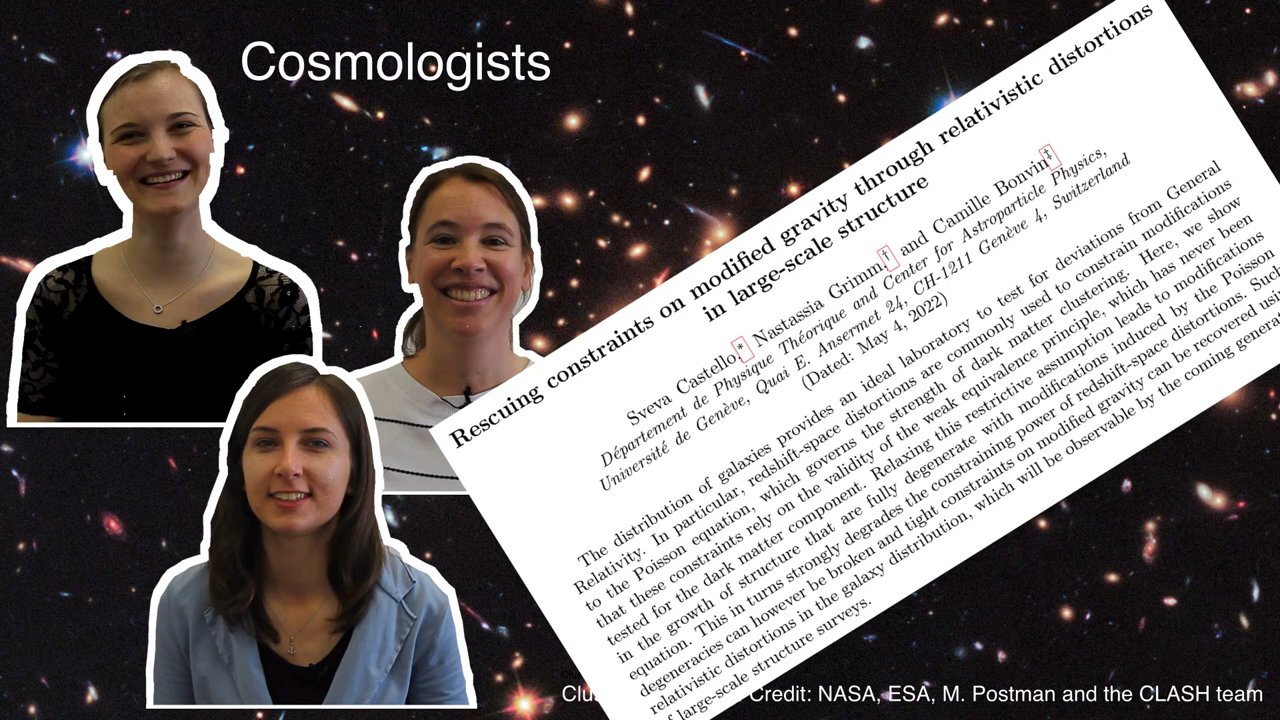 Cosmologists
Rescuing constraints on modified gravity through relativistic distortions
in large-scale structure
Sveva Castello,* Nastassia Grimm,† and Camille Bonvin†
Département de Physique Théorique and Center for Astroparticle Physics,
Université de Genève, Quai E. Ansermet 24, CH-1211 Genève 4, Switzerland
(Dated: May 4, 2022)
The distribution of galaxies provides an ideal laboratory to test for deviations from General
Relativity. In particular, redshift-space distortions are commonly used to constrain modifications
to the Poisson equation, which governs the strength of dark matter clustering. Here, we show
that these constraints rely on the validity of the weak equivalence principle, which has never been
tested for the dark matter component. Relaxing this restrictive assumption leads to modifications
in the growth of structure that are fully degenerate with modifications induced by the Poisson
equation. This in turns strongly degrades the constraining power of redshift-space distortions. Such
degeneracies can however be broken and tight constraints on modified gravity can be recovered usi
relativistic distortions in the galaxy distribution, which will be observable by the coming genera
f large-scale structure surveys.
Clus Credit: NASA, ESA, M. Postman and the CLASH team